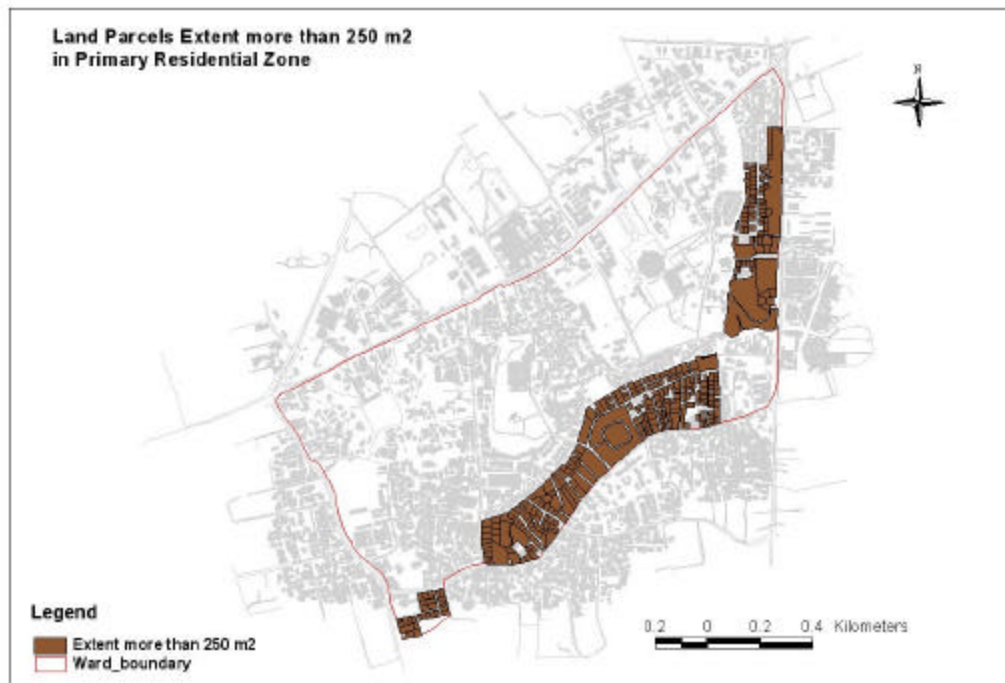 Land Parcels Extent more than 250 m2
in Primary Residential Zone
N
Legend
Extent more than 250 m2
Ward_boundary
0.2 0 0.2 0.4 Kilometers